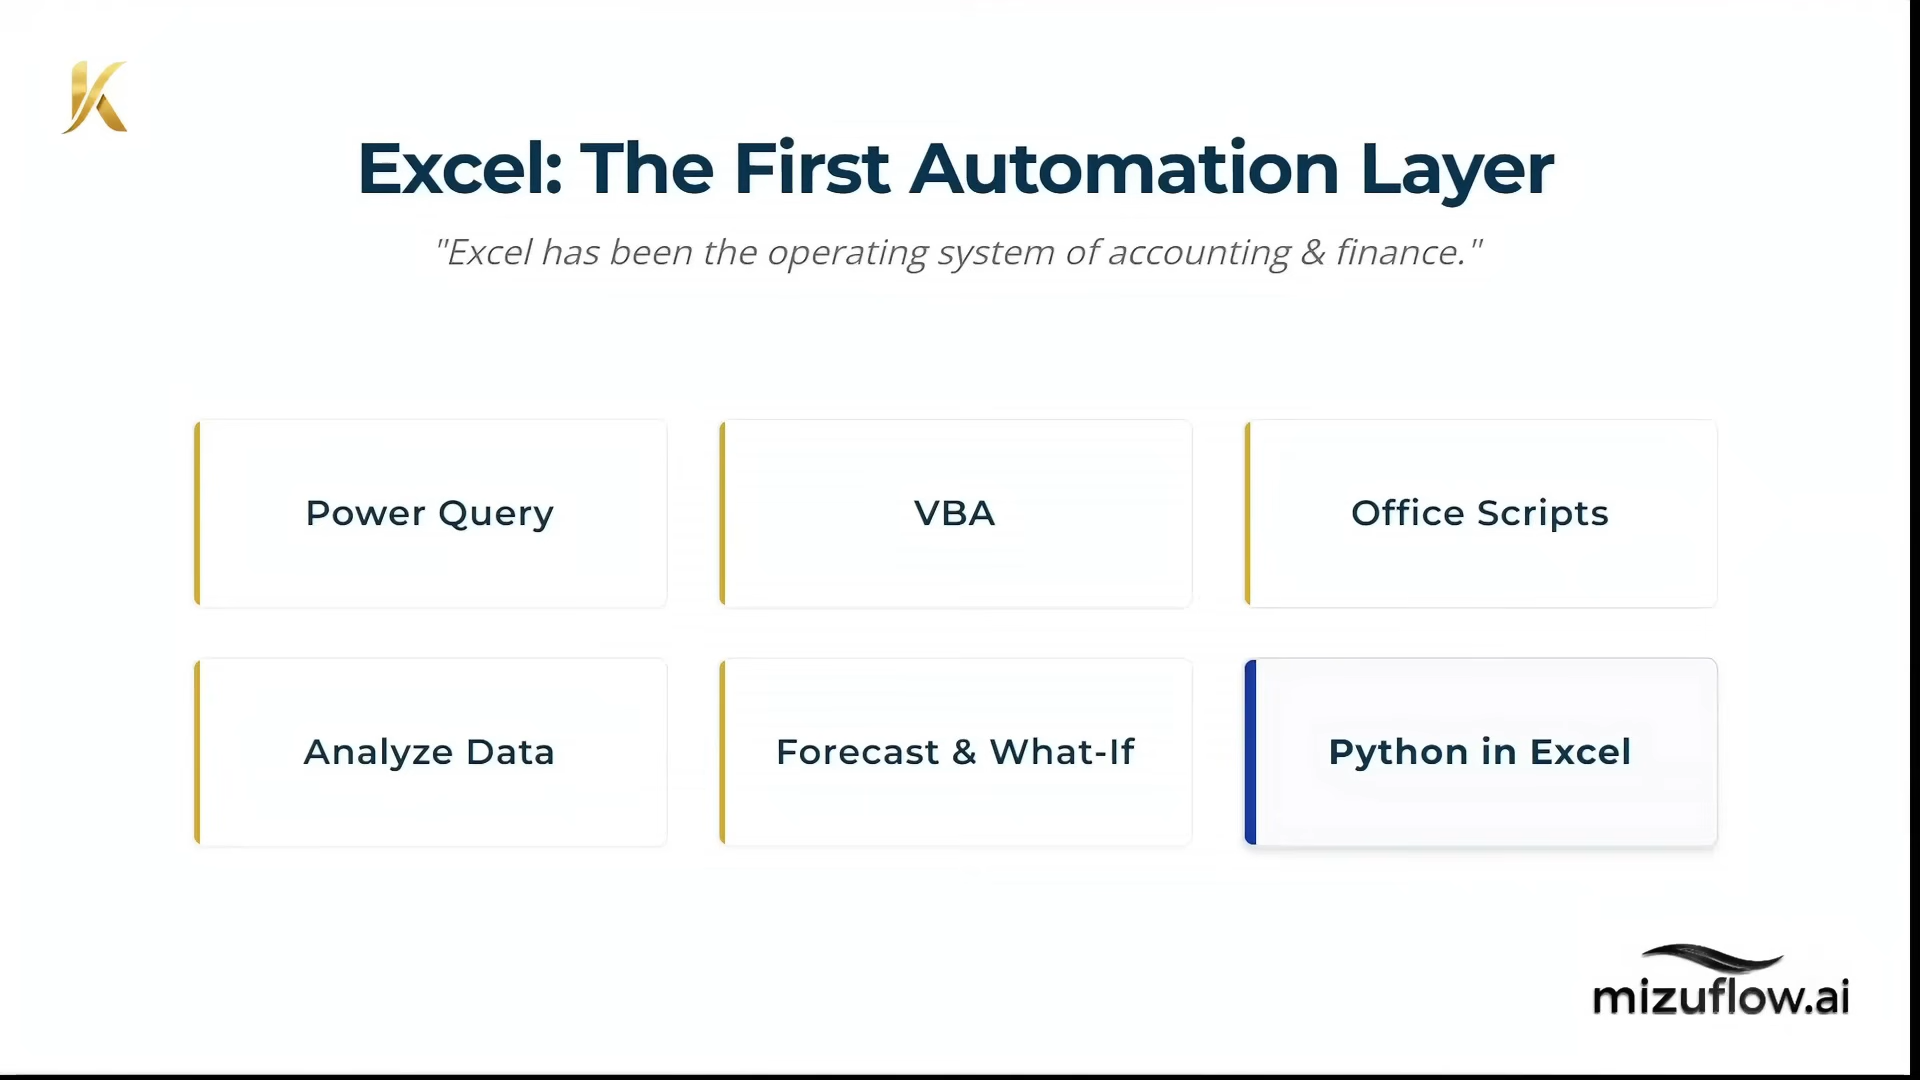 K
Excel: The First Automation Layer
"Excel has been the operating system of accounting & finance."
Power Query
VBA
Office Scripts
Analyze Data
Forecast & What-If
Python in Excel
mizuflow.ai